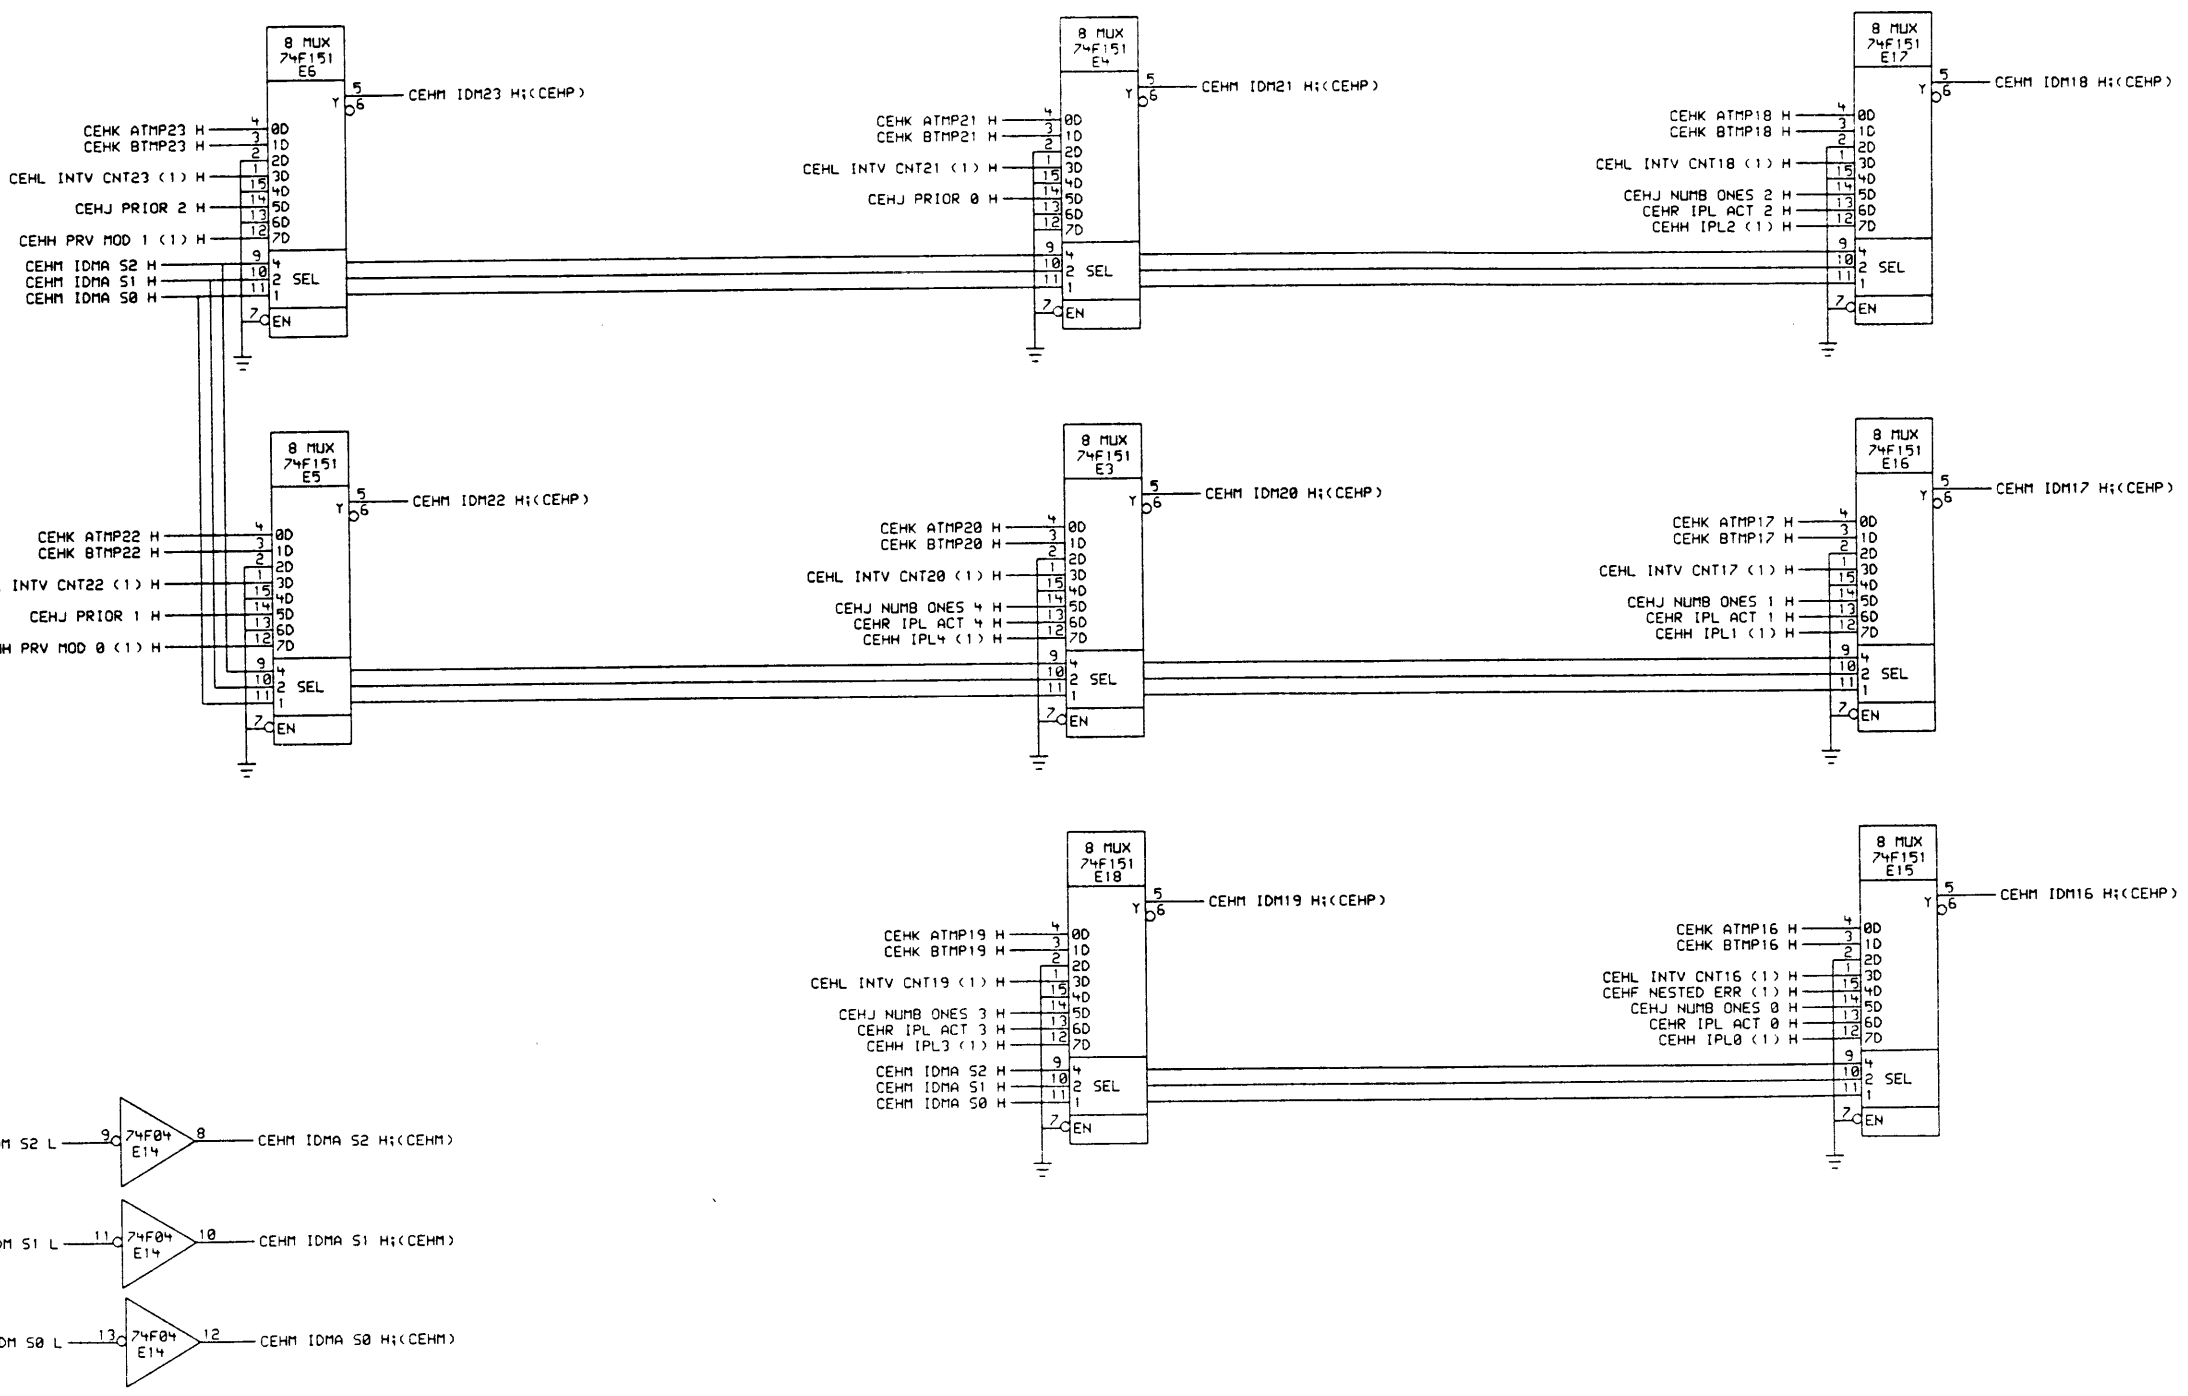 8 MUX
74F151
E6
Y
5
6
CEHM IDM23 H;(CEHP)
CEHK ATMP23 H
4
0D
CEHK BTMP23 H
3
1D
2
2D
CEHL INTV CNT23 (1) H
1
3D
15
4D
CEHJ PRIOR 2 H
14
5D
13
6D
CEHH PRV MOD 1 (1) H
12
7D
CEHM IDMA S2 H
9
4
CEHM IDMA S1 H
10
2 SEL
CEHM IDMA S0 H
11
1
7
EN
8 MUX
74F151
E4
Y
5
6
CEHM IDM21 H;(CEHP)
CEHK ATMP21 H
4
0D
CEHK BTMP21 H
3
1D
2
2D
CEHL INTV CNT21 (1) H
1
3D
15
4D
CEHJ PRIOR 0 H
14
5D
13
6D
12
7D
9
4
10
2 SEL
11
1
7
EN
8 MUX
74F151
E17
Y
5
6
CEHM IDM18 H;(CEHP)
CEHK ATMP18 H
4
0D
CEHK BTMP18 H
3
1D
2
2D
CEHL INTV CNT18 (1) H
1
3D
15
4D
CEHJ NUMB ONES 2 H
14
5D
CEHR IPL ACT 2 H
13
6D
CEHH IPL2 (1) H
12
7D
9
4
10
2 SEL
11
1
7
EN
8 MUX
74F151
E5
Y
5
6
CEHM IDM22 H;(CEHP)
CEHK ATMP22 H
4
0D
CEHK BTMP22 H
3
1D
2
2D
INTV CNT22 (1) H
1
3D
15
4D
CEHJ PRIOR 1 H
14
5D
13
6D
H PRV MOD 0 (1) H
12
7D
9
4
10
2 SEL
11
1
7
EN
8 MUX
74F151
E3
Y
5
6
CEHM IDM20 H;(CEHP)
CEHK ATMP20 H
4
0D
CEHK BTMP20 H
3
1D
2
2D
CEHL INTV CNT20 (1) H
1
3D
15
4D
CEHJ NUMB ONES 4 H
14
5D
CEHR IPL ACT 4 H
13
6D
CEHH IPL4 (1) H
12
7D
9
4
10
2 SEL
11
1
7
EN
8 MUX
74F151
E16
Y
5
6
CEHM IDM17 H;(CEHP)
CEHK ATMP17 H
4
0D
CEHK BTMP17 H
3
1D
2
2D
CEHL INTV CNT17 (1) H
1
3D
15
4D
CEHJ NUMB ONES 1 H
14
5D
CEHR IPL ACT 1 H
13
6D
CEHH IPL1 (1) H
12
7D
9
4
10
2 SEL
11
1
7
EN
8 MUX
74F151
E18
Y
5
6
CEHM IDM19 H;(CEHP)
CEHK ATMP19 H
4
0D
CEHK BTMP19 H
3
1D
2
2D
CEHL INTV CNT19 (1) H
1
3D
15
4D
CEHJ NUMB ONES 3 H
14
5D
CEHR IPL ACT 3 H
13
6D
CEHH IPL3 (1) H
12
7D
CEHM IDMA S2 H
9
4
CEHM IDMA S1 H
10
2 SEL
CEHM IDMA S0 H
11
1
7
EN
8 MUX
74F151
E15
Y
5
6
CEHM IDM16 H;(CEHP)
CEHK ATMP16 H
4
0D
CEHK BTMP16 H
3
1D
2
2D
CEHL INTV CNT16 (1) H
1
3D
CEHF NESTED ERR (1) H
15
4D
CEHJ NUMB ONES 0 H
14
5D
CEHR IPL ACT 0 H
13
6D
CEHH IPL0 (1) H
12
7D
9
4
10
2 SEL
11
1
7
EN
M S2 L
9
74F04
E14
8
CEHM IDMA S2 H;(CEHM)
DM S1 L
11
74F04
E14
10
CEHM IDMA S1 H;(CEHM)
DM S0 L
13
74F04
E14
12
CEHM IDMA S0 H;(CEHM)